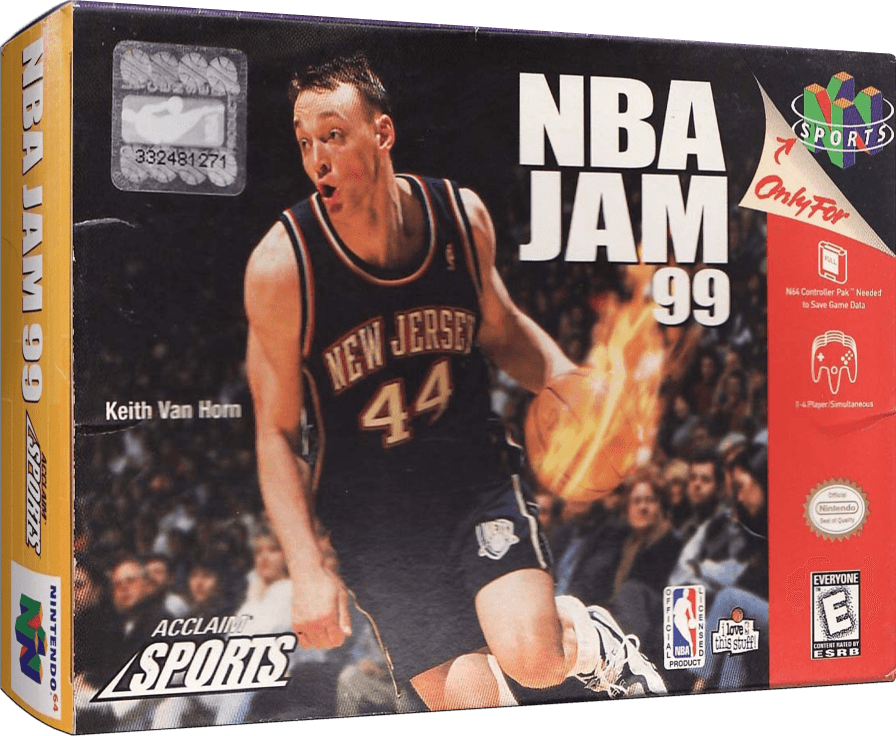 NBA JAM 99
ACCLAIM
SPORTS
NINTENDO 64
LICENSED
332481271
NBA
JAM
99
SPORTS
Only For
FULL
N64 Controller Pak™ Needed
to Save Game Data
1-4 Player/Simultaneous
Keith Van Horn
NEW JERSEY
44
Official
Nintendo
Seal of Quality
ACCLAIM
SPORTS
OFFICIAL
LICENSED
NBA
PRODUCT
i love
this stuff!
EVERYONE
E
CONTENT RATED BY
ESRB